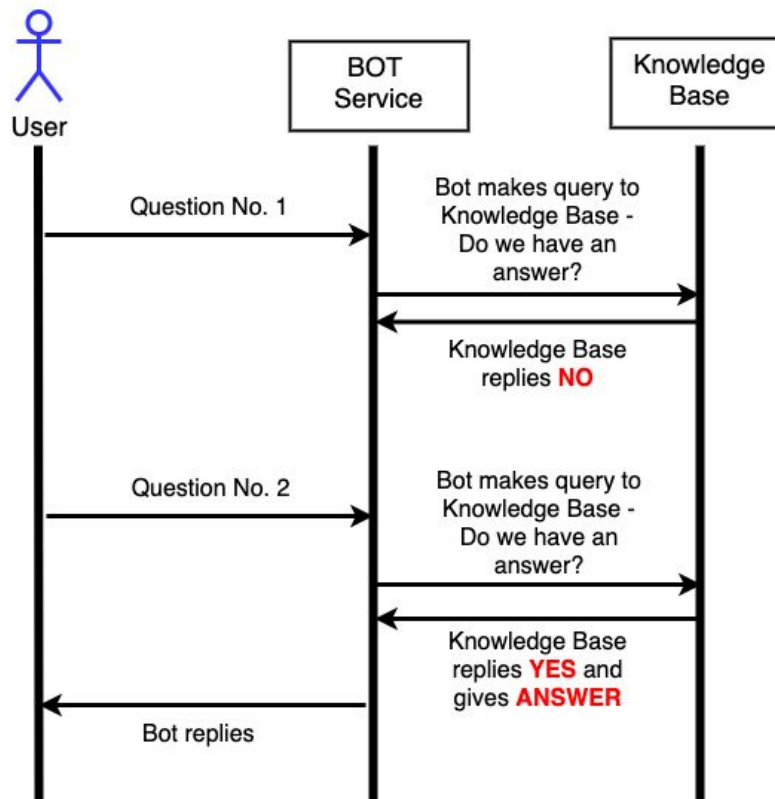 BOT
Service
Knowledge
Base
User
Question No. 1
Bot makes query to
Knowledge Base -
Do we have an
answer?
Knowledge Base
replies NO
Question No. 2
Bot makes query to
Knowledge Base -
Do we have an
answer?
Knowledge Base
replies YES and
gives ANSWER
Bot replies